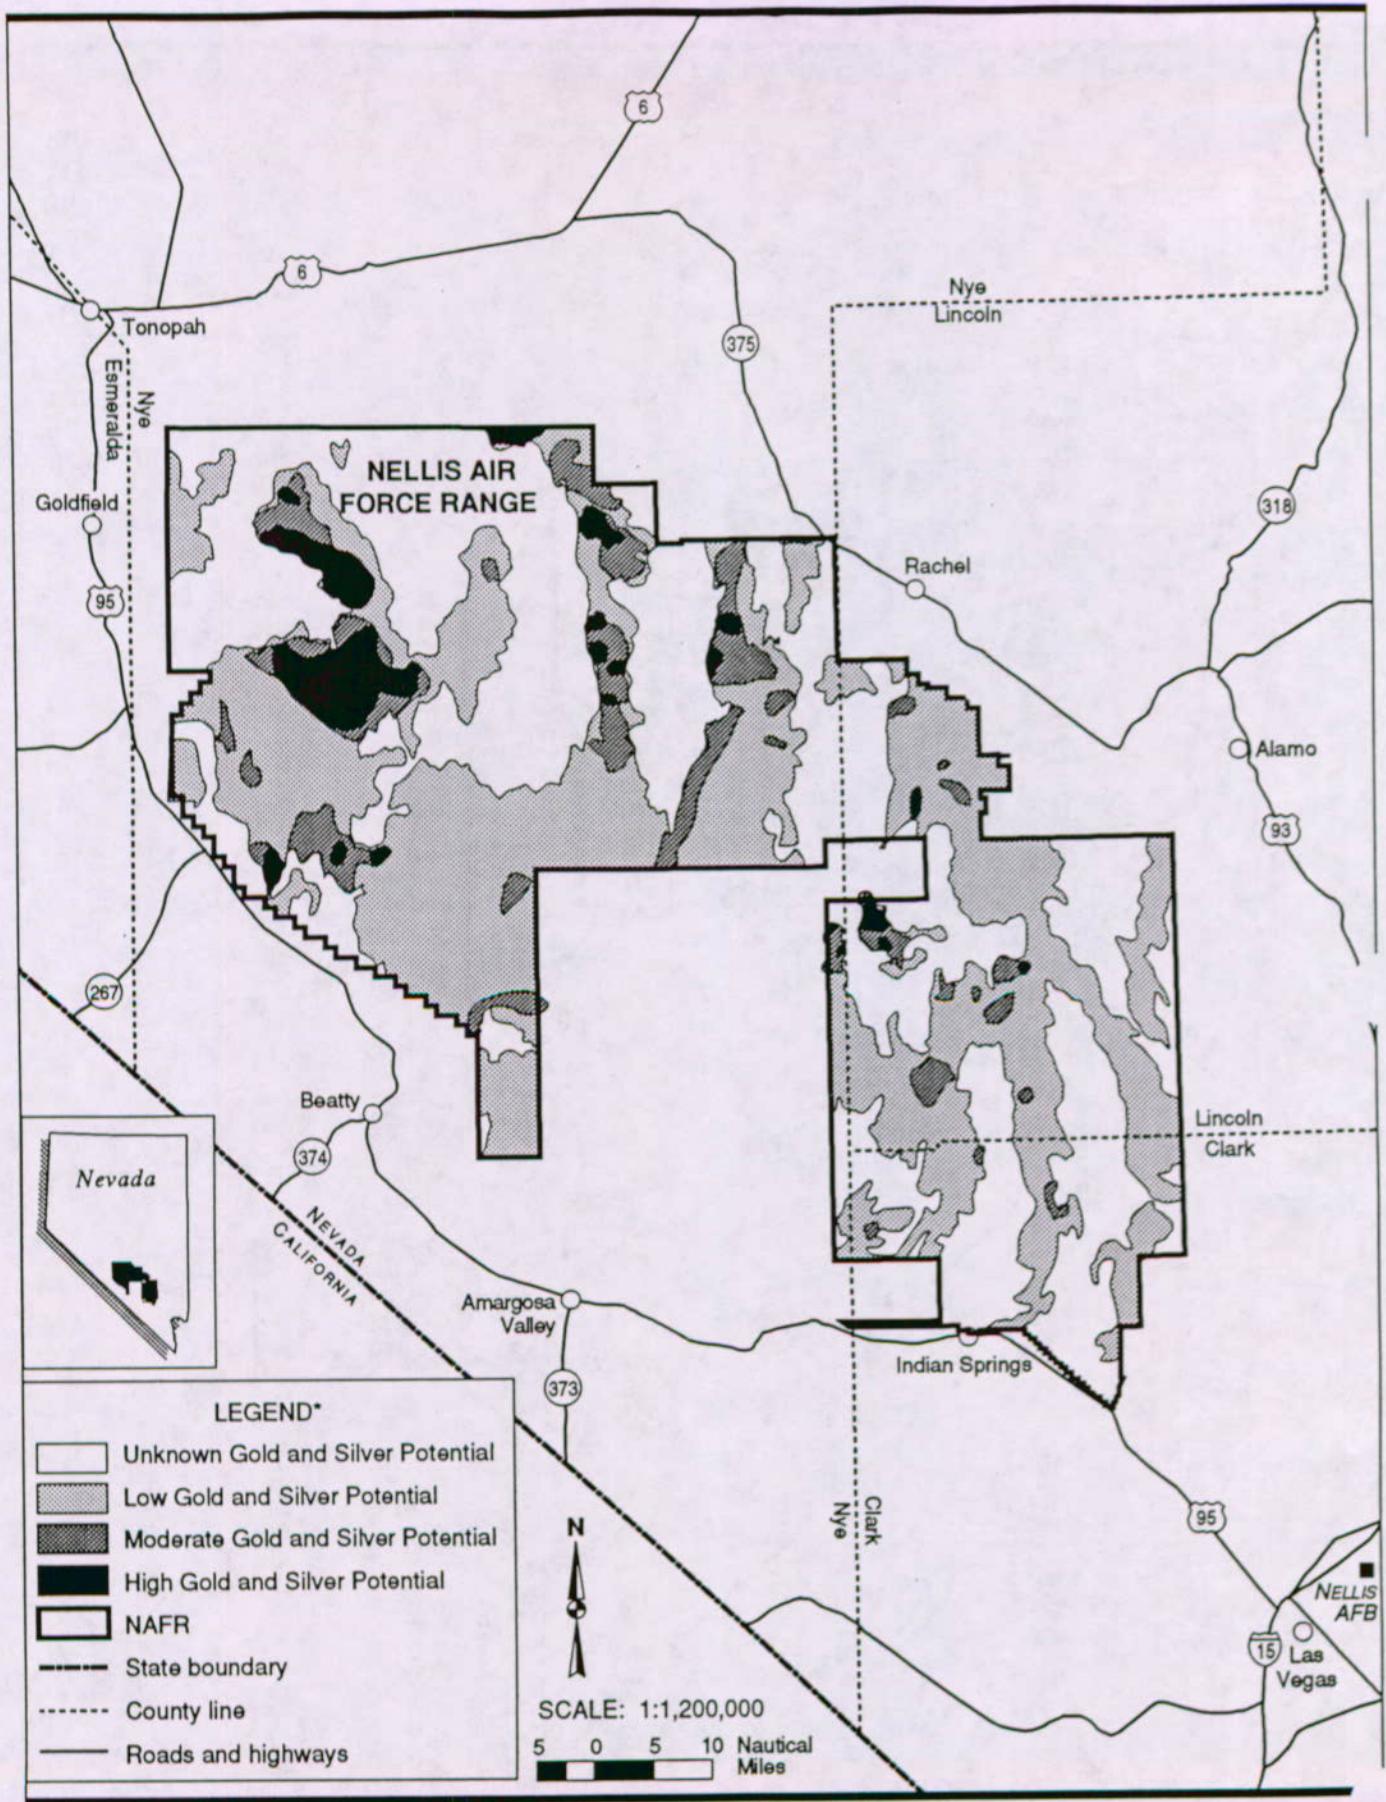 6
6
Nye
Lincoln
Tonopah
375
Esmeralda
Nye
NELLIS AIR
FORCE RANGE
Goldfield
318
Rachel
95
Alamo
93
267
Beatty
Lincoln
Clark
374
Nevada
NEVADA
CALIFORNIA
Amargosa
Valley
Indian Springs
373
LEGEND*
Unknown Gold and Silver Potential
Low Gold and Silver Potential
Moderate Gold and Silver Potential
High Gold and Silver Potential
NAFR
State boundary
County line
Roads and highways
Clark
Nye
95
N
NELLIS
AFB
15
Las
Vegas
SCALE: 1:1,200,000
5 0 5 10 Nautical
Miles